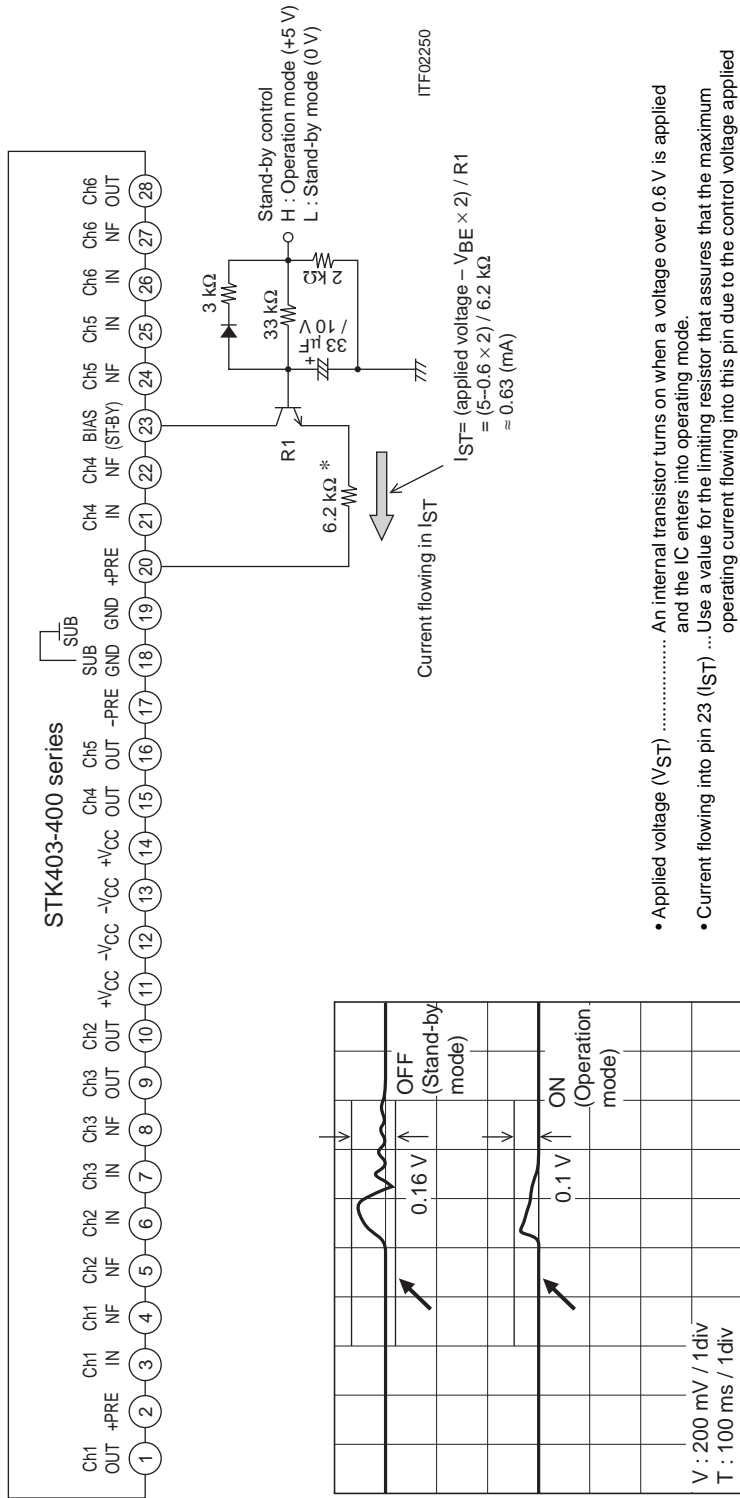 STK403-400 series
SUB
Ch1 OUT
+PRE
Ch1 IN
Ch1 NF
Ch2 NF
Ch2 IN
Ch3 IN
Ch3 NF
Ch3 OUT
Ch2 OUT
+VCC
-VCC
-VCC
+VCC
Ch4 OUT
Ch5 OUT
-PRE
SUB GND
GND
+PRE
Ch4 IN
Ch4 NF
BIAS (ST-BY)
Ch5 NF
Ch5 IN
Ch6 IN
Ch6 NF
Ch6 OUT
1 2 3 4 5 6 7 8 9 10 11 12 13 14 15 16 17 18 19 20 21 22 23 24 25 26 27 28
Stand-by control
H : Operation mode (+5 V)
L : Stand-by mode (0 V)
3 kΩ
33 kΩ
2 kΩ
33 µF
/10 V
+
R1
6.2 kΩ *
Current flowing in IST
IST= (applied voltage – VBE × 2) / R1
= (5--0.6 × 2) / 6.2 kΩ
≈ 0.63 (mA)
ITF02250
OFF
(Stand-by
mode)
0.16 V
ON
(Operation
mode)
0.1 V
V : 200 mV / 1div
T : 100 ms / 1div
• Applied voltage (VST) .................. An internal transistor turns on when a voltage over 0.6 V is applied
and the IC enters into operating mode.
• Current flowing into pin 23 (IST) ... Use a value for the limiting resistor that assures that the maximum
operating current flowing into this pin due to the control voltage applied